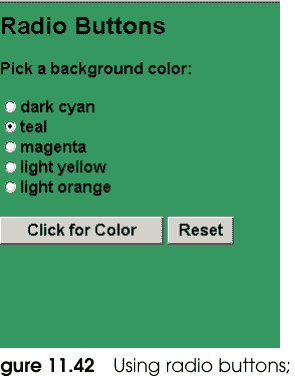 Radio Buttons
Pick a background color:
dark cyan
teal
magenta
light yellow
light orange
Click for Color Reset
gure 11.42 Using radio buttons;